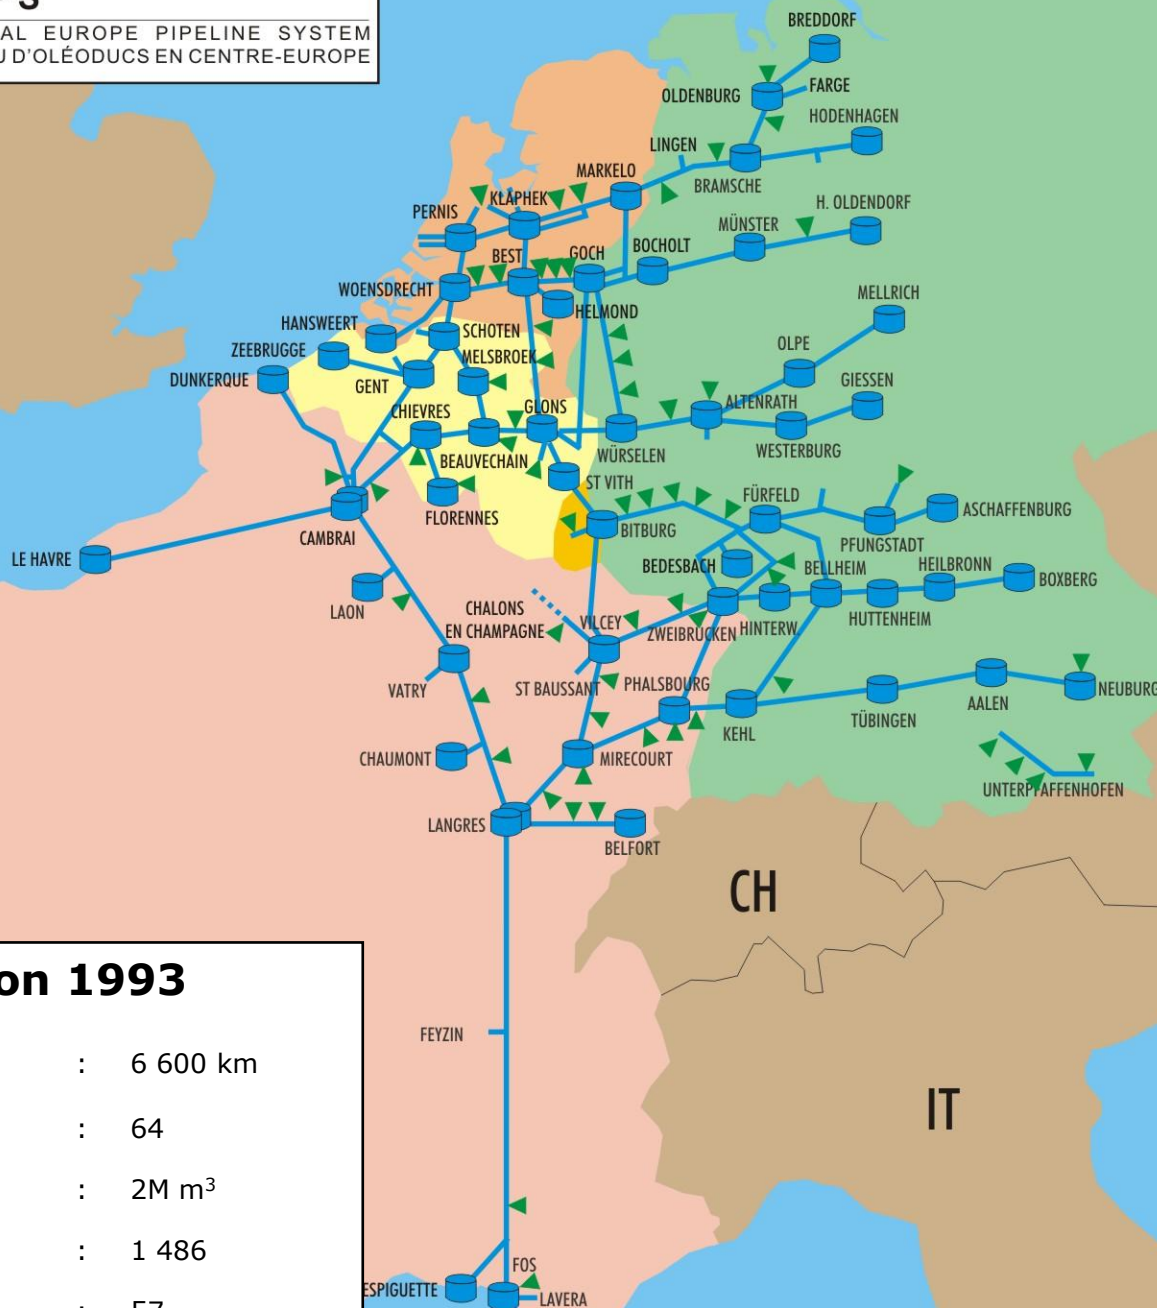 AL EUROPE PIPELINE SYSTEM
D'OLÉODUCS EN CENTRE-EUROPE
BREDDORF
OLDENBURG
FARGE
HODENHAGEN
LINGEN
MARKELO
BRAMSCHE
KLAPHEK
H. OLDENDORF
PERNIS
MÜNSTER
BEST
GOCH
BOCHOLT
WOENSDRECHT
MELLRICH
HELMOND
HANSWEERT
SCHOTEN
OLPE
ZEEBRUGGE
MELSBROEK
DUNKERQUE
GENT
GIESSEN
CHIEVRES
GLONS
ALTENRATH
WESTERBURG
BEAUVECHAIN
WÜRSELEN
ST VITH
FÜRFELD
FLORENNES
ASCHAFFENBURG
CAMBRAI
BITBURG
PFUNGSTADT
LE HAVRE
BEDESBACH
BELLHEIM
HEILBRONN
BOXBERG
LAON
CHALONS
EN CHAMPAGNE
VILCEY
ZWEIBRÜCKEN
HINTERW.
HUTTENHEIM
VATRY
ST BAUSSANT
PHALSBOURG
NEUBURG
AALEN
TÜBINGEN
KEHL
CHAUMONT
MIRECOURT
UNTERPFAFFENHOFEN
LANGRES
BELFORT
CH
on 1993
FEYZIN
: 6 600 km
IT
: 64
: 2M m³
: 1 486
FOS
ESPIGUETTE
LAVERA
: 57